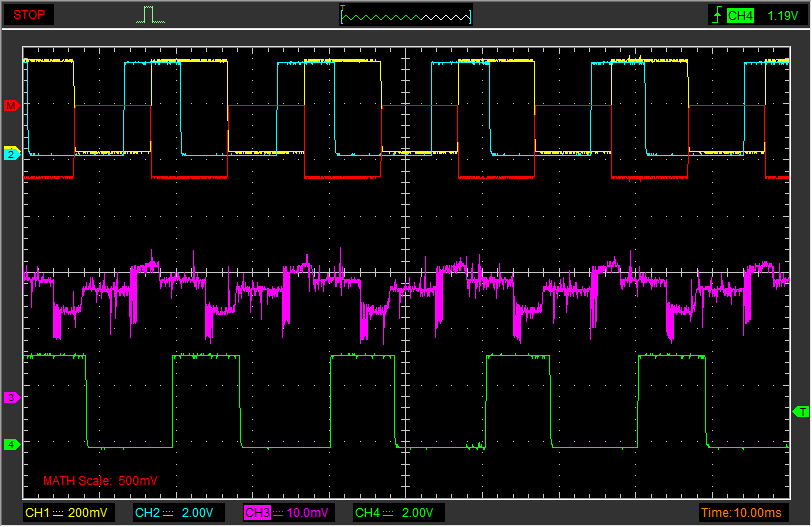 STOP
T
CH4 1.19V
M
2
3
4
T
MATH Scale: 500mV
CH1 200mV CH2 2.00V CH3 10.0mV CH4 2.00V Time: 10.00ms